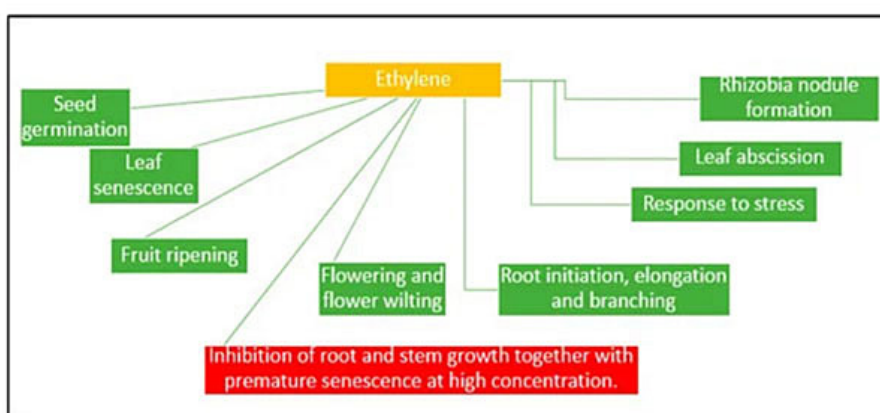 Ethylene
Seed
germination
Leaf
senescence
Fruit ripening
Flowering and
flower wilting
Inhibition of root and stem growth together with
premature senescence at high concentration.
Root initiation, elongation
and branching
Response to stress
Leaf abscission
Rhizobia nodule
formation